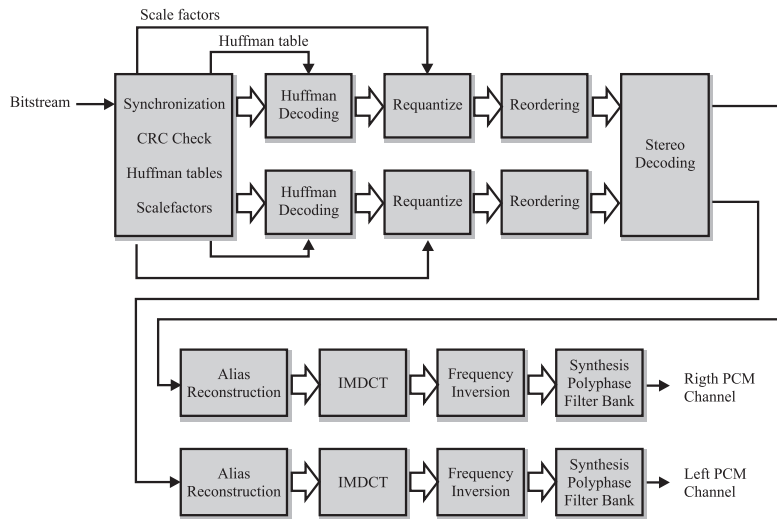 Scale factors
Huffman table
Bitstream
Synchronization
CRC Check
Huffman tables
Scalefactors
Huffman
Decoding
Requantize
Reordering
Huffman
Decoding
Requantize
Reordering
Stereo
Decoding
Alias
Reconstruction
IMDCT
Frequency
Inversion
Synthesis
Polyphase
Filter Bank
Rigth PCM
Channel
Alias
Reconstruction
IMDCT
Frequency
Inversion
Synthesis
Polyphase
Filter Bank
Left PCM
Channel